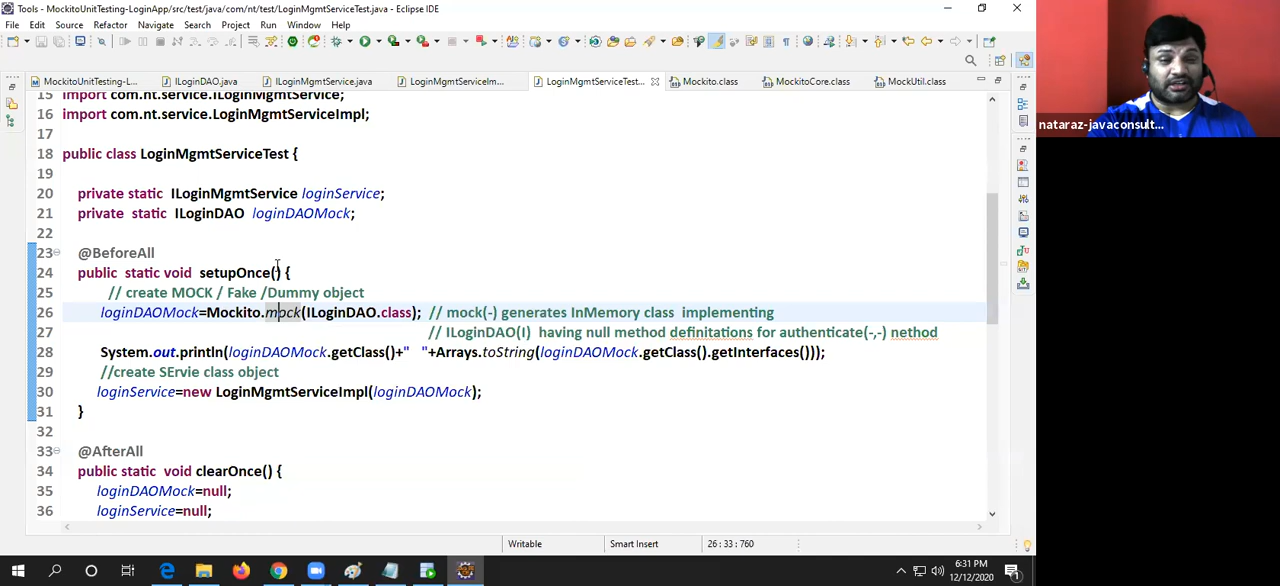 Tools - MockitoUnitTesting-LoginApp/src/test/java/com/nt/test/LoginMgmtServiceTest.java - Eclipse IDE
File Edit Source Refactor Navigate Search Project Run Window Help
MockitoUnitTesting-L... ILoginDAO.java ILoginMgmtService.java LoginMgmtServiceIm... LoginMgmtServiceTest... Mockito.class MockitoCore.class MockUtil.class
nataraz-javaconsult...
15 import com.nt.service.ILoginMgmtService;
16 import com.nt.service.LoginMgmtServiceImpl;
17
18 public class LoginMgmtServiceTest {
19
20 private static ILoginMgmtService loginService;
21 private static ILoginDAO loginDAOMock;
22
23 @BeforeAll
24 public static void setupOnce() {
25 // create MOCK / Fake /Dummy object
26 loginDAOMock=Mockito.mock(ILoginDAO.class); // mock(-) generates InMemory class implementing
27 // ILoginDAO(I) having null method definitations for authenticate(-,-) nethod
28 System.out.println(loginDAOMock.getClass()+" "+Arrays.toString(loginDAOMock.getClass().getInterfaces()));
29 //create SErvie class object
30 loginService=new LoginMgmtServiceImpl(loginDAOMock);
31 }
32
33 @AfterAll
34 public static void clearOnce() {
35 loginDAOMock=null;
36 loginService=null;
Writable Smart Insert 26 : 33 : 760
6:31 PM
12/12/2020